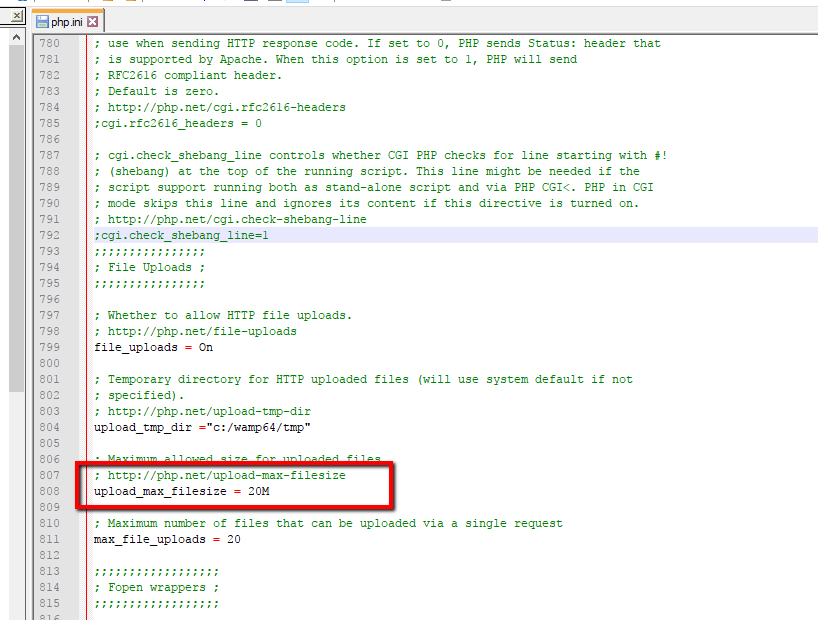 php.ini
780 ; use when sending HTTP response code. If set to 0, PHP sends Status: header that
781 ; is supported by Apache. When this option is set to 1, PHP will send
782 ; RFC2616 compliant header.
783 ; Default is zero.
784 ; http://php.net/cgi.rfc2616-headers
785 ;cgi.rfc2616_headers = 0
786
787 ; cgi.check_shebang_line controls whether CGI PHP checks for line starting with #!
788 ; (shebang) at the top of the running script. This line might be needed if the
789 ; script support running both as stand-alone script and via PHP CGI<. PHP in CGI
790 ; mode skips this line and ignores its content if this directive is turned on.
791 ; http://php.net/cgi.check-shebang-line
792 ;cgi.check_shebang_line=1
793 ;;;;;;;;;;;;;;;;
794 ; File Uploads ;
795 ;;;;;;;;;;;;;;;;
796
797 ; Whether to allow HTTP file uploads.
798 ; http://php.net/file-uploads
799 file_uploads = On
800
801 ; Temporary directory for HTTP uploaded files (will use system default if not
802 ; specified).
803 ; http://php.net/upload-tmp-dir
804 upload_tmp_dir ="c:/wamp64/tmp"
805
806 ; Maximum allowed size for uploaded files.
807 ; http://php.net/upload-max-filesize
808 upload_max_filesize = 20M
809
810 ; Maximum number of files that can be uploaded via a single request
811 max_file_uploads = 20
812
813 ;;;;;;;;;;;;;;;;;;
814 ; Fopen wrappers ;
815 ;;;;;;;;;;;;;;;;;;
816